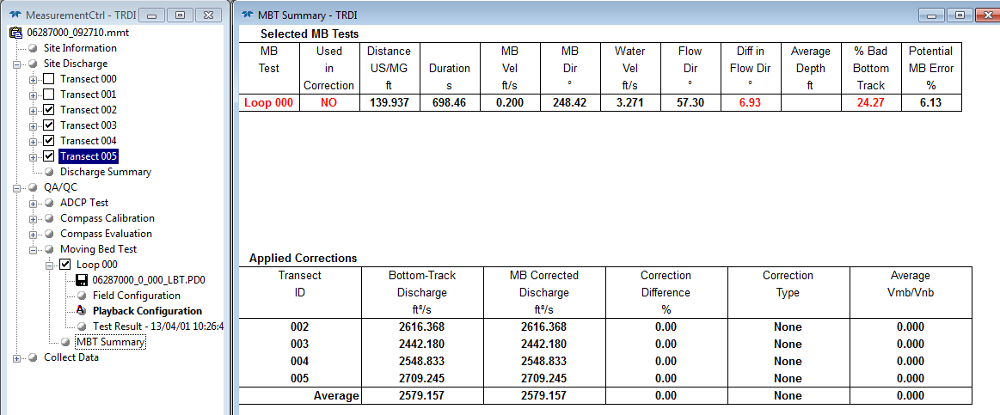 MeasurementCtrl - TRDI
06287000_092710.mmt
Site Information
Site Discharge
Transect 000
Transect 001
Transect 002
Transect 003
Transect 004
Transect 005
Discharge Summary
QA/QC
ADCP Test
Compass Calibration
Compass Evaluation
Moving Bed Test
Loop 000
06287000_0_000_LBT.PD0
Field Configuration
Playback Configuration
Test Result - 13/04/01 10:26:4
MBT Summary
Collect Data
MBT Summary - TRDI
Selected MB Tests
MB Used Distance MB MB Water Flow Diff in Average % Bad Potential
Test in US/MG Duration Vel Dir Vel Dir Flow Dir Depth Bottom MB Error
Correction ft s ft/s ° ft/s ° ° ft Track %
Loop 000 NO 139.937 698.46 0.200 248.42 3.271 57.30 6.93 24.27 6.13
Applied Corrections
Transect Bottom-Track MB Corrected Correction Correction Average
ID Discharge Discharge Difference Type Vmb/Vnb
ft³/s ft³/s %
002 2616.368 2616.368 0.00 None 0.000
003 2442.180 2442.180 0.00 None 0.000
004 2548.833 2548.833 0.00 None 0.000
005 2709.245 2709.245 0.00 None 0.000
Average 2579.157 2579.157 0.00 None 0.000